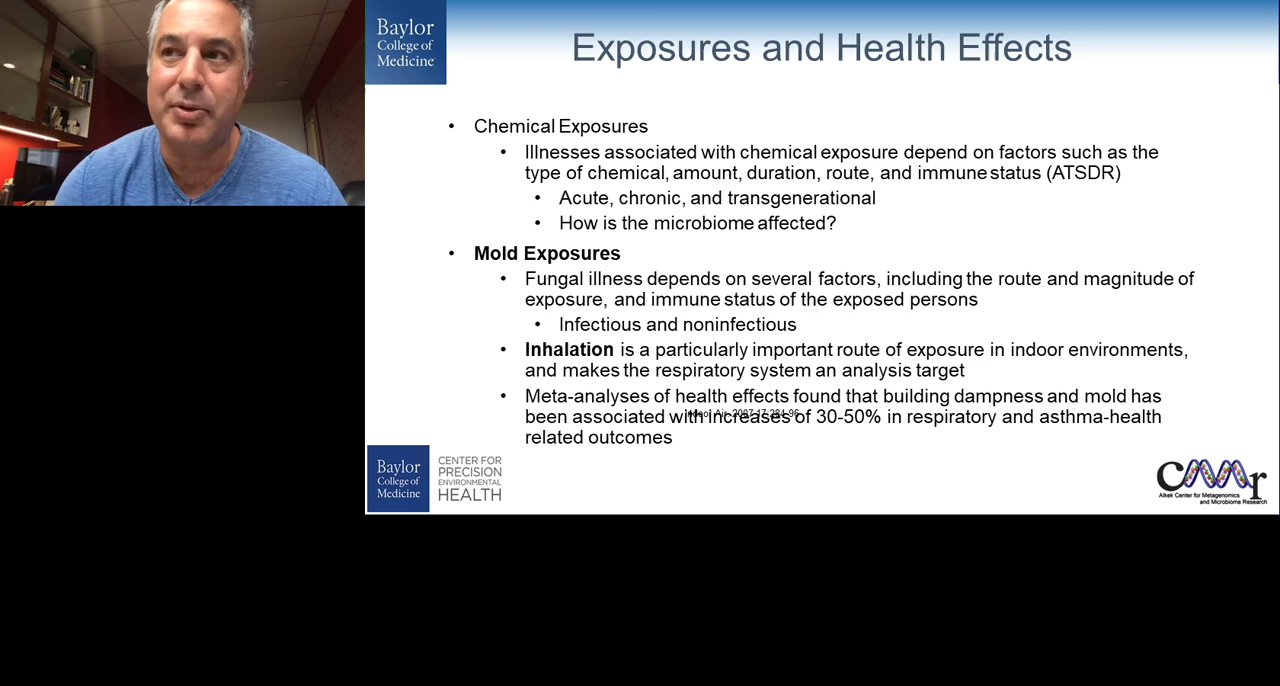 Baylor
College of
Medicine
Exposures and Health Effects
• Chemical Exposures
• Illnesses associated with chemical exposure depend on factors such as the
type of chemical, amount, duration, route, and immune status (ATSDR)
• Acute, chronic, and transgenerational
• How is the microbiome affected?
• Mold Exposures
• Fungal illness depends on several factors, including the route and magnitude of
exposure, and immune status of the exposed persons
• Infectious and noninfectious
• Inhalation is a particularly important route of exposure in indoor environments,
and makes the respiratory system an analysis target
• Meta-analyses of health effects found that building dampness and mold has
been associated with increases of 30-50% in respiratory and asthma-health
related outcomes
Baylor
College of
Medicine
CENTER FOR
PRECISION
ENVIRONMENTAL
HEALTH
CMMr
Alkek Center for Metagenomics
and Microbiome Research